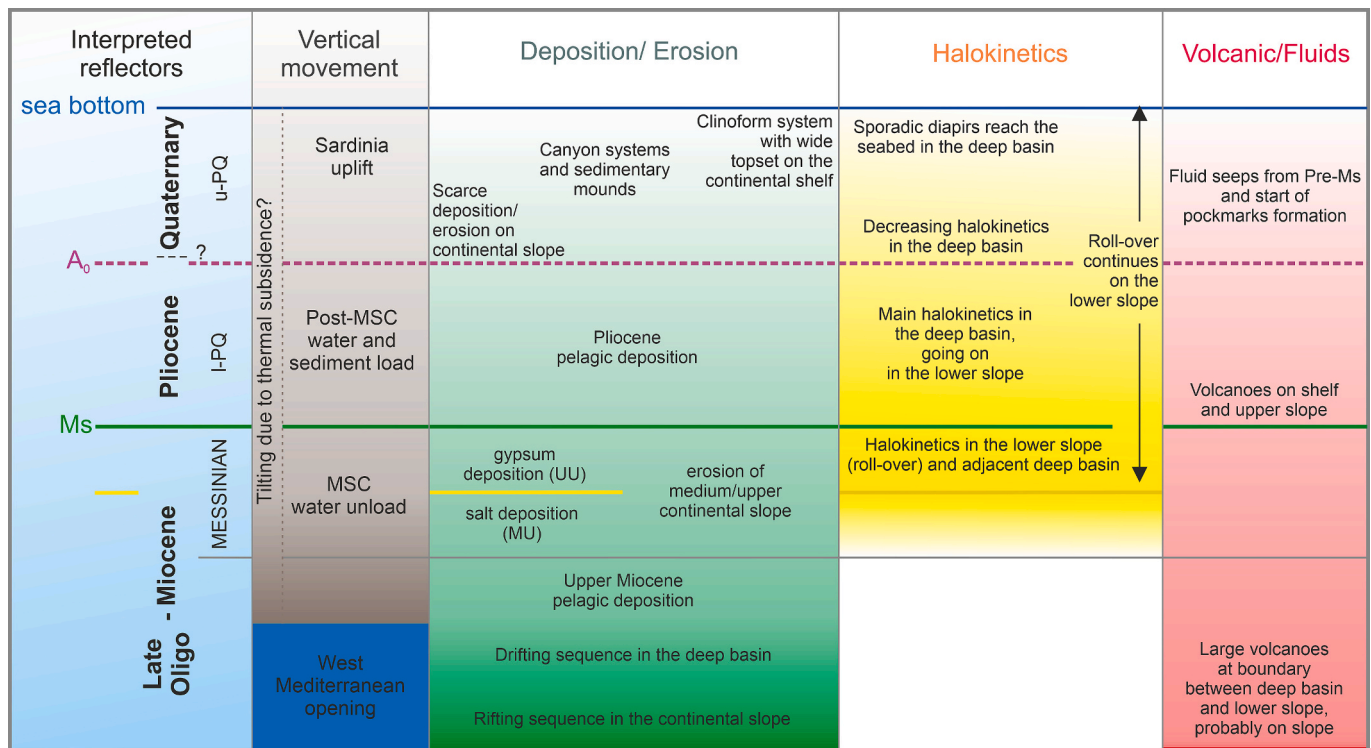 Interpreted
reflectors
Vertical
movement
Deposition/ Erosion
Halokinetics
Volcanic/Fluids
sea bottom
Quaternary
u-PQ
?
A0
Pliocene
l-PQ
Ms
MESSINIAN
Late - Miocene
Oligo
Tilting due to thermal subsidence?
Sardinia
uplift
Post-MSC
water and
sediment load
MSC
water unload
West
Mediterranean
opening
Scarce
deposition/
erosion on
continental slope
Canyon systems
and sedimentary
mounds
Clinoform system
with wide
topset on the
continental shelf
Pliocene
pelagic deposition
gypsum
deposition (UU)
salt deposition
(MU)
erosion of
medium/upper
continental slope
Upper Miocene
pelagic deposition
Drifting sequence in the deep basin
Rifting sequence in the continental slope
Sporadic diapirs reach the
seabed in the deep basin
Decreasing halokinetics
in the deep basin
Roll-over
continues
on the
lower slope
Main halokinetics in
the deep basin,
going on
in the lower slope
Halokinetics in the lower slope
(roll-over) and adjacent deep basin
Fluid seeps from Pre-Ms
and start of
pockmarks formation
Volcanoes on shelf
and upper slope
Large volcanoes
at boundary
between deep basin
and lower slope,
probably on slope